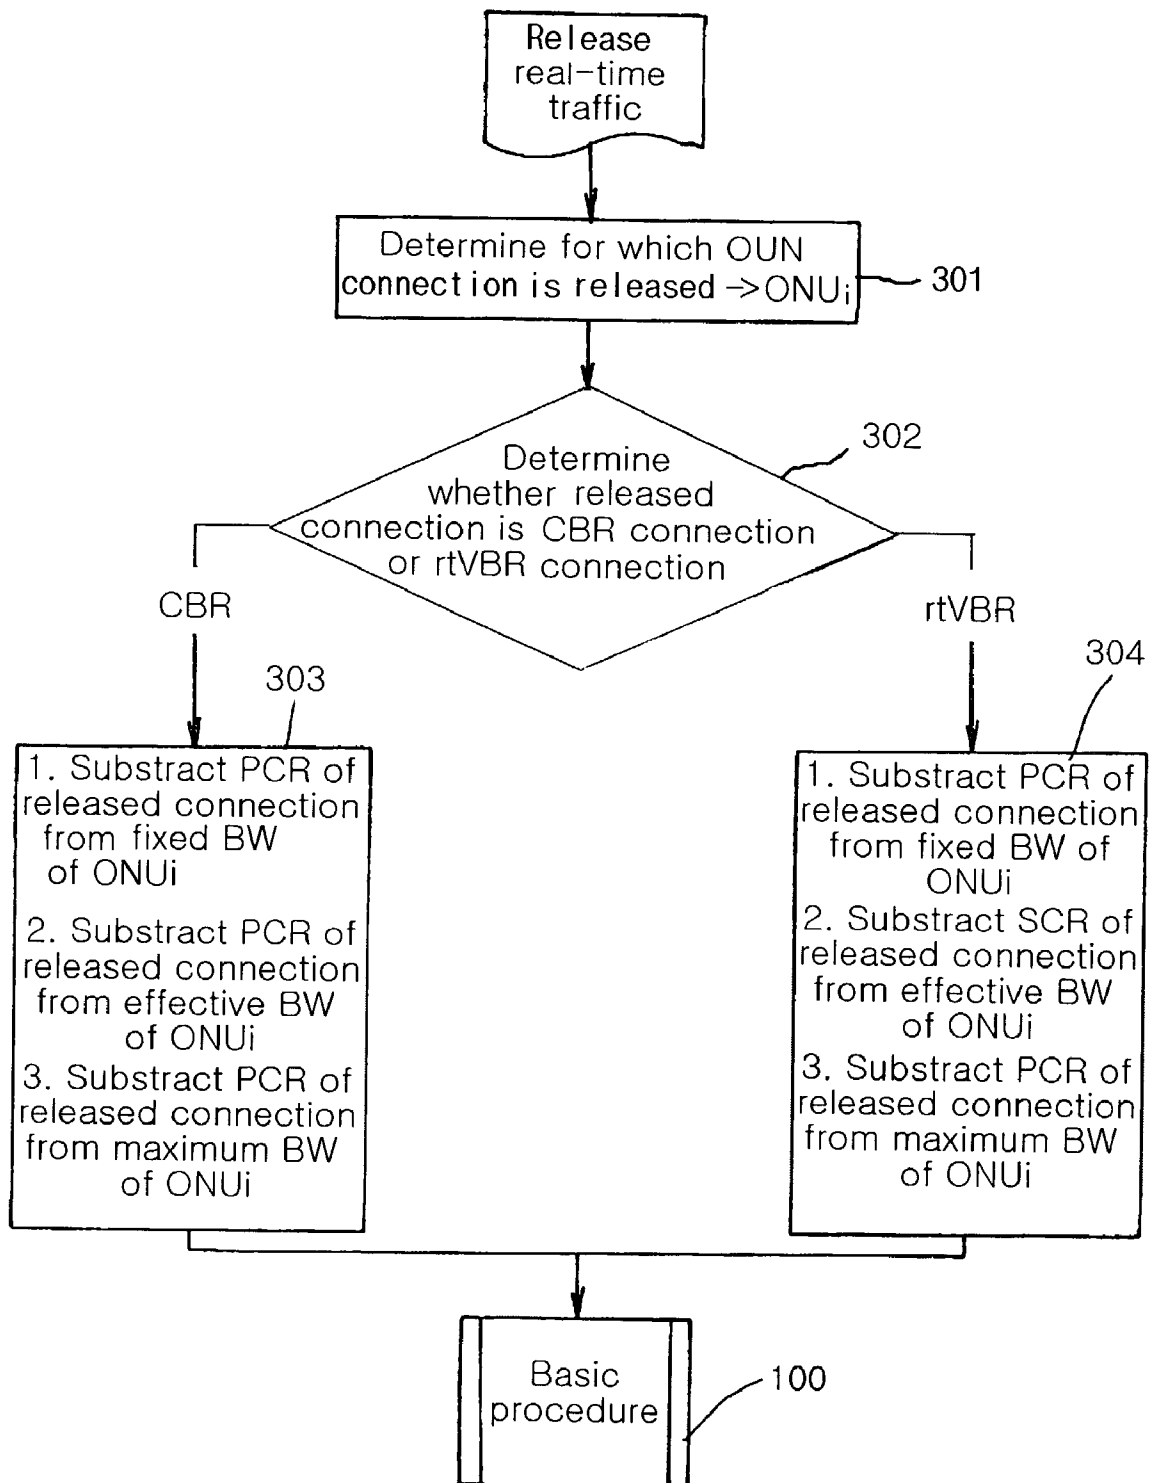 Release
real-time
traffic
Determine for which OUN
connection is released → ONUi
301
302
Determine
whether released
connection is CBR connection
or rtVBR connection
CBR
rtVBR
303
304
1. Substract PCR of
released connection
from fixed BW
of ONUi
2. Substract PCR of
released connection
from effective BW
of ONUi
3. Substract PCR of
released connection
from maximum BW
of ONUi
1. Substract PCR of
released connection
from fixed BW of
ONUi
2. Substract SCR of
released connection
from effective BW
of ONUi
3. Substract PCR of
released connection
from maximum BW
of ONUi
Basic
procedure
100